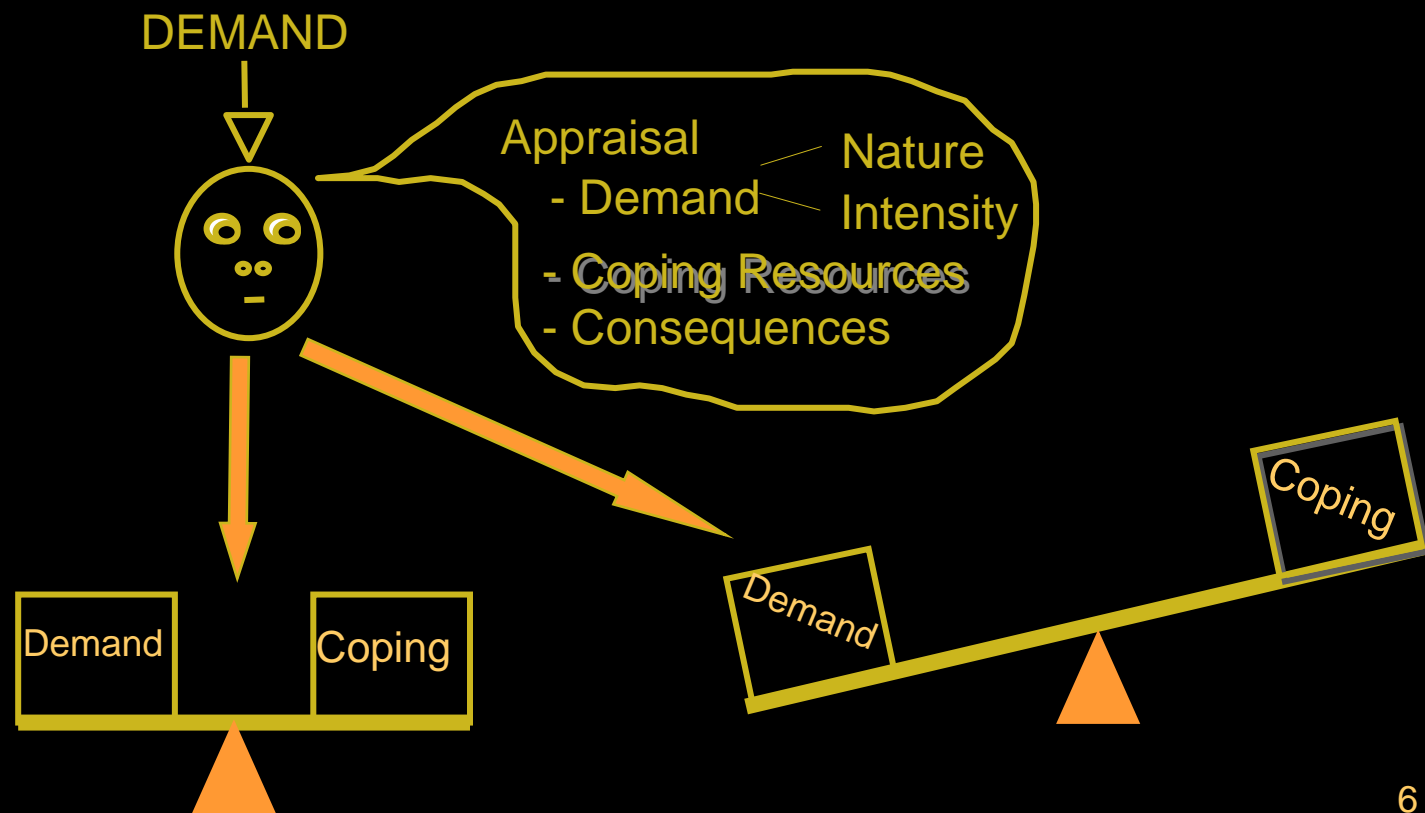 DEMAND
Appraisal
Nature
- Demand
Intensity
- Coping Resources
- Consequences
Coping
Demand
Demand
Coping
6